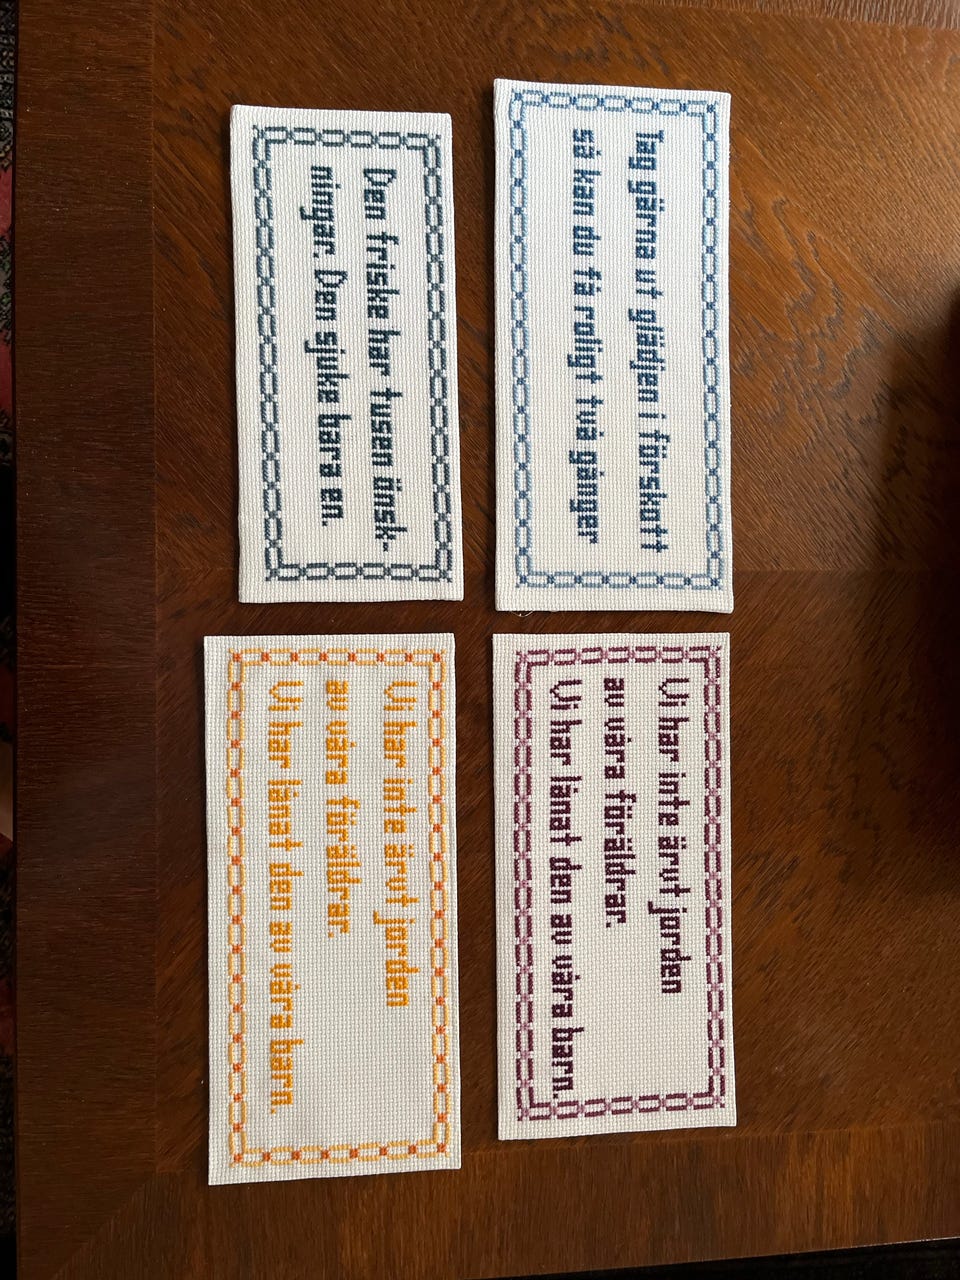 Tag gärna ut glädjen i förskott
så kan du få roligt två gånger
Den friske har tusen önsk-
ningar. Den sjuke bara en.
Vi har inte ärvt jorden
av våra föräldrar.
Vi har lånat den av våra barn.
Vi har inte ärvt jorden
av våra föräldrar.
Vi har lånat den av våra barn.